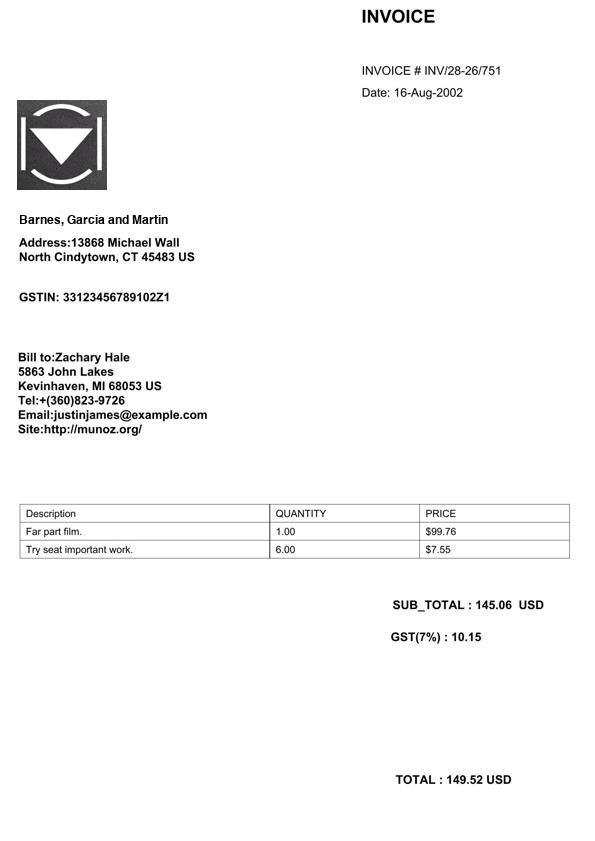 INVOICE
INVOICE # INV/28-26/751
Date: 16-Aug-2002
Barnes, Garcia and Martin
Address:13868 Michael Wall
North Cindytown, CT 45483 US
GSTIN: 33123456789102Z1
Bill to:Zachary Hale
5863 John Lakes
Kevinhaven, MI 68053 US
Tel:+(360)823-9726
Email:justinjames@example.com
Site:http://munoz.org/
Description QUANTITY PRICE
Far part film. 1.00 $99.76
Try seat important work. 6.00 $7.55
SUB_TOTAL : 145.06  USD
GST(7%) : 10.15
TOTAL : 149.52 USD